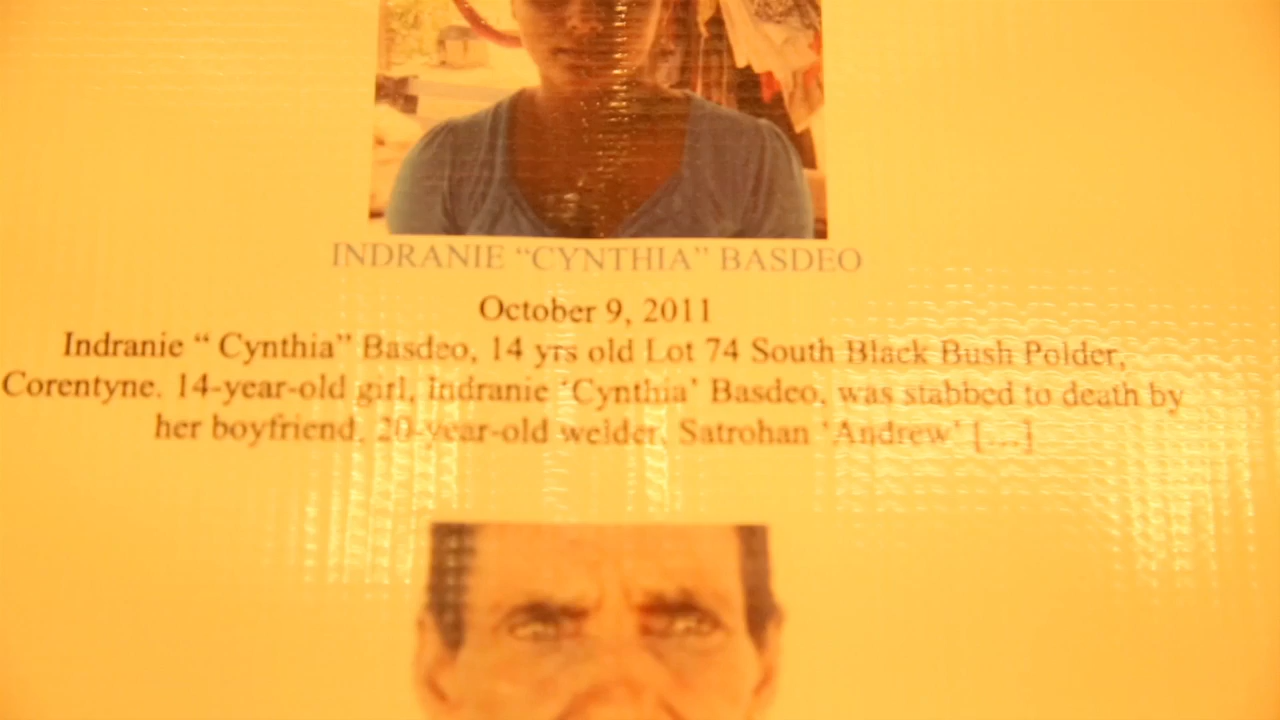 INDRANIE “CYNTHIA” BASDEO
October 9, 2011
Indranie “ Cynthia” Basdeo, 14 yrs old Lot 74 South Black Bush Polder,
Corentyne. 14-year-old girl, Indranie ‘Cynthia’ Basdeo, was stabbed to death by
her boyfriend, 20-year-old welder, Satrohan ‘Andrew’ [...]